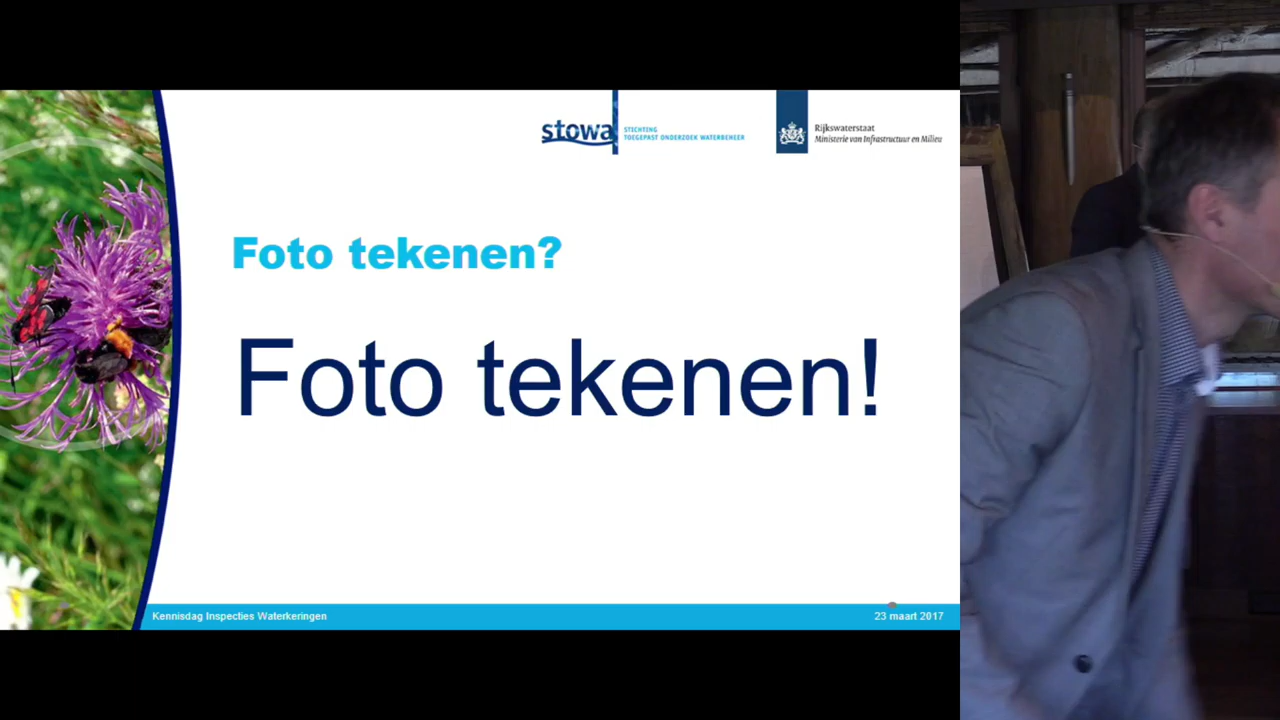 stowa
STICHTING
TOEGEPAST ONDERZOEK WATERBEHEER
Rijkswaterstaat
Ministerie van Infrastructuur en Milieu
Foto tekenen?
Foto tekenen!
Kennisdag Inspecties Waterkeringen
23 maart 2017